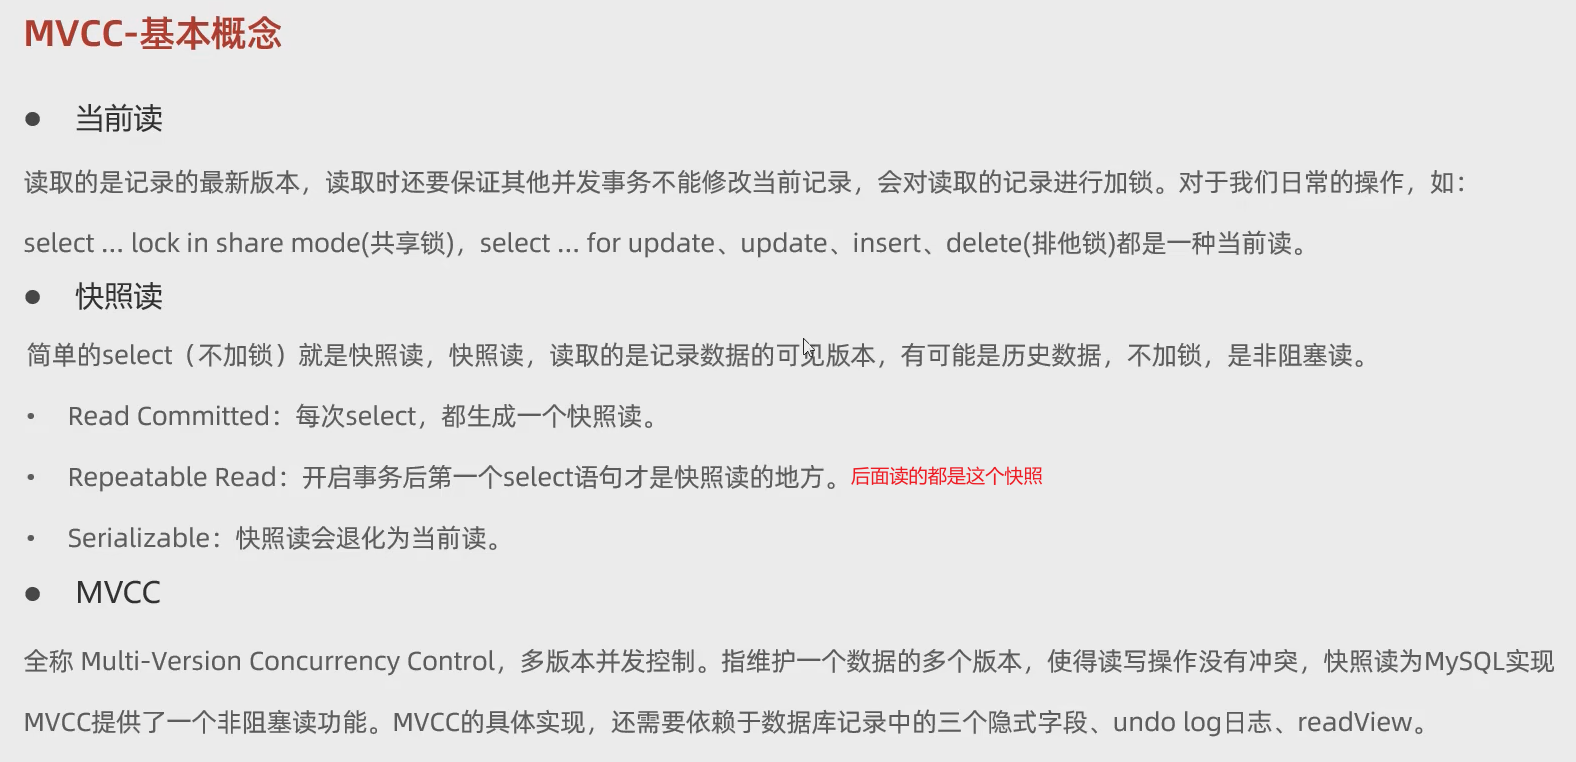 MVCC-基本概念
● 当前读
读取的是记录的最新版本，读取时还要保证其他并发事务不能修改当前记录，会对读取的记录进行加锁。对于我们日常的操作，如：
select ... lock in share mode(共享锁)，select ... for update、update、insert、delete(排他锁)都是一种当前读。
● 快照读
简单的select（不加锁）就是快照读，快照读，读取的是记录数据的可见版本，有可能是历史数据，不加锁，是非阻塞读。
• Read Committed：每次select，都生成一个快照读。
• Repeatable Read：开启事务后第一个select语句才是快照读的地方。后面读的都是这个快照
• Serializable：快照读会退化为当前读。
● MVCC
全称 Multi-Version Concurrency Control，多版本并发控制。指维护一个数据的多个版本，使得读写操作没有冲突，快照读为MySQL实现
MVCC提供了一个非阻塞读功能。MVCC的具体实现，还需要依赖于数据库记录中的三个隐式字段、undo log日志、readView。